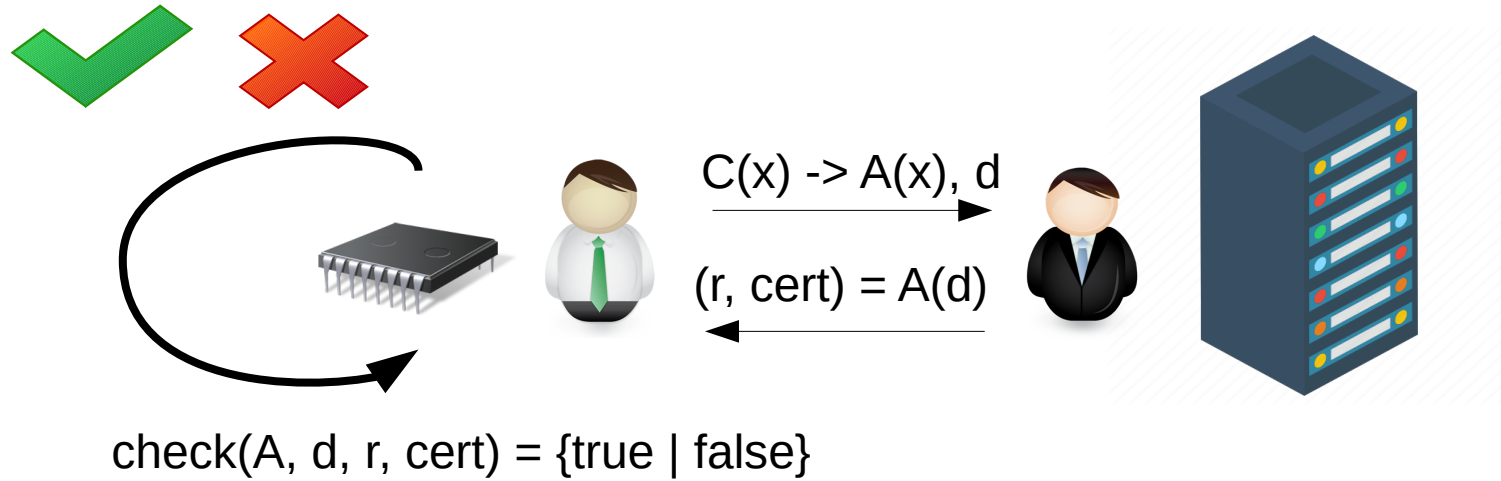 C(x) -> A(x), d
(r, cert) = A(d)
check(A, d, r, cert) = {true | false}